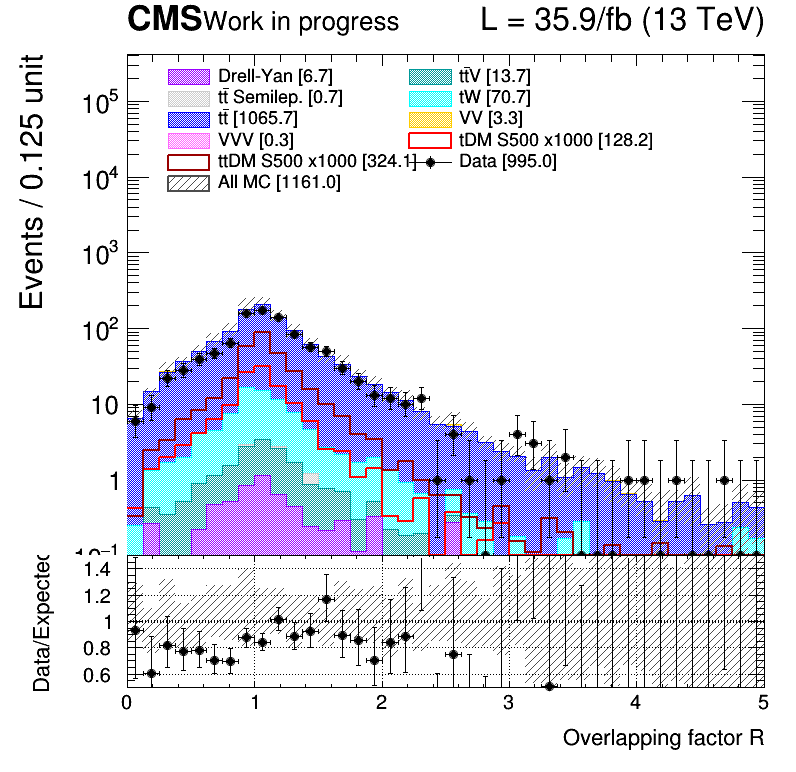 CMS Work in progress L = 35.9/fb (13 TeV)
Events / 0.125 unit
Drell-Yan [6.7] tt̄V [13.7]
tt̄ Semilep. [0.7] tW [70.7]
tt̄ [1065.7] VV [3.3]
VVV [0.3] tDM S500 x1000 [128.2]
ttDM S500 x1000 [324.1] Data [995.0]
All MC [1161.0]
10⁵
10⁴
10³
10²
10
1
10⁻¹
Data/Expected
1.4
1.2
1
0.8
0.6
0 1 2 3 4 5
Overlapping factor R